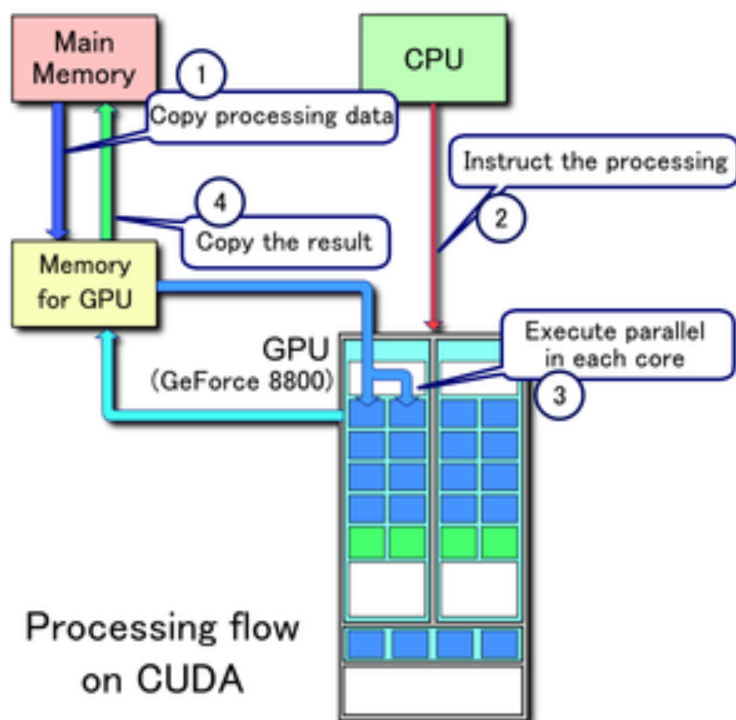 Main
Memory
CPU
1
Copy processing data
Instruct the processing
2
4
Copy the result
Memory
for GPU
GPU
(GeForce 8800)
Execute parallel
in each core
3
Processing flow
on CUDA